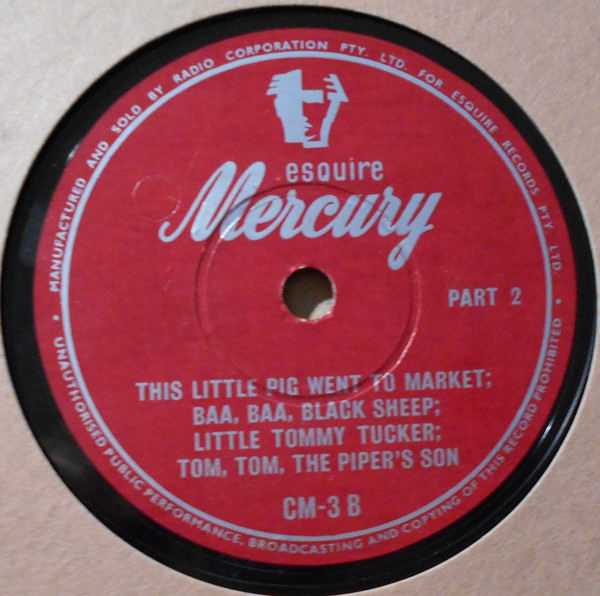 MANUFACTURED AND SOLD BY RADIO CORPORATION PTY. LTD. FOR ESQUIRE RECORDS PTY. LTD.
esquire
Mercury
PART 2
THIS LITTLE PIG WENT TO MARKET;
BAA, BAA, BLACK SHEEP;
LITTLE TOMMY TUCKER;
TOM, TOM, THE PIPER'S SON
CM-3 B
• UNAUTHORISED PUBLIC PERFORMANCE, BROADCASTING AND COPYING OF THIS RECORD PROHIBITED •